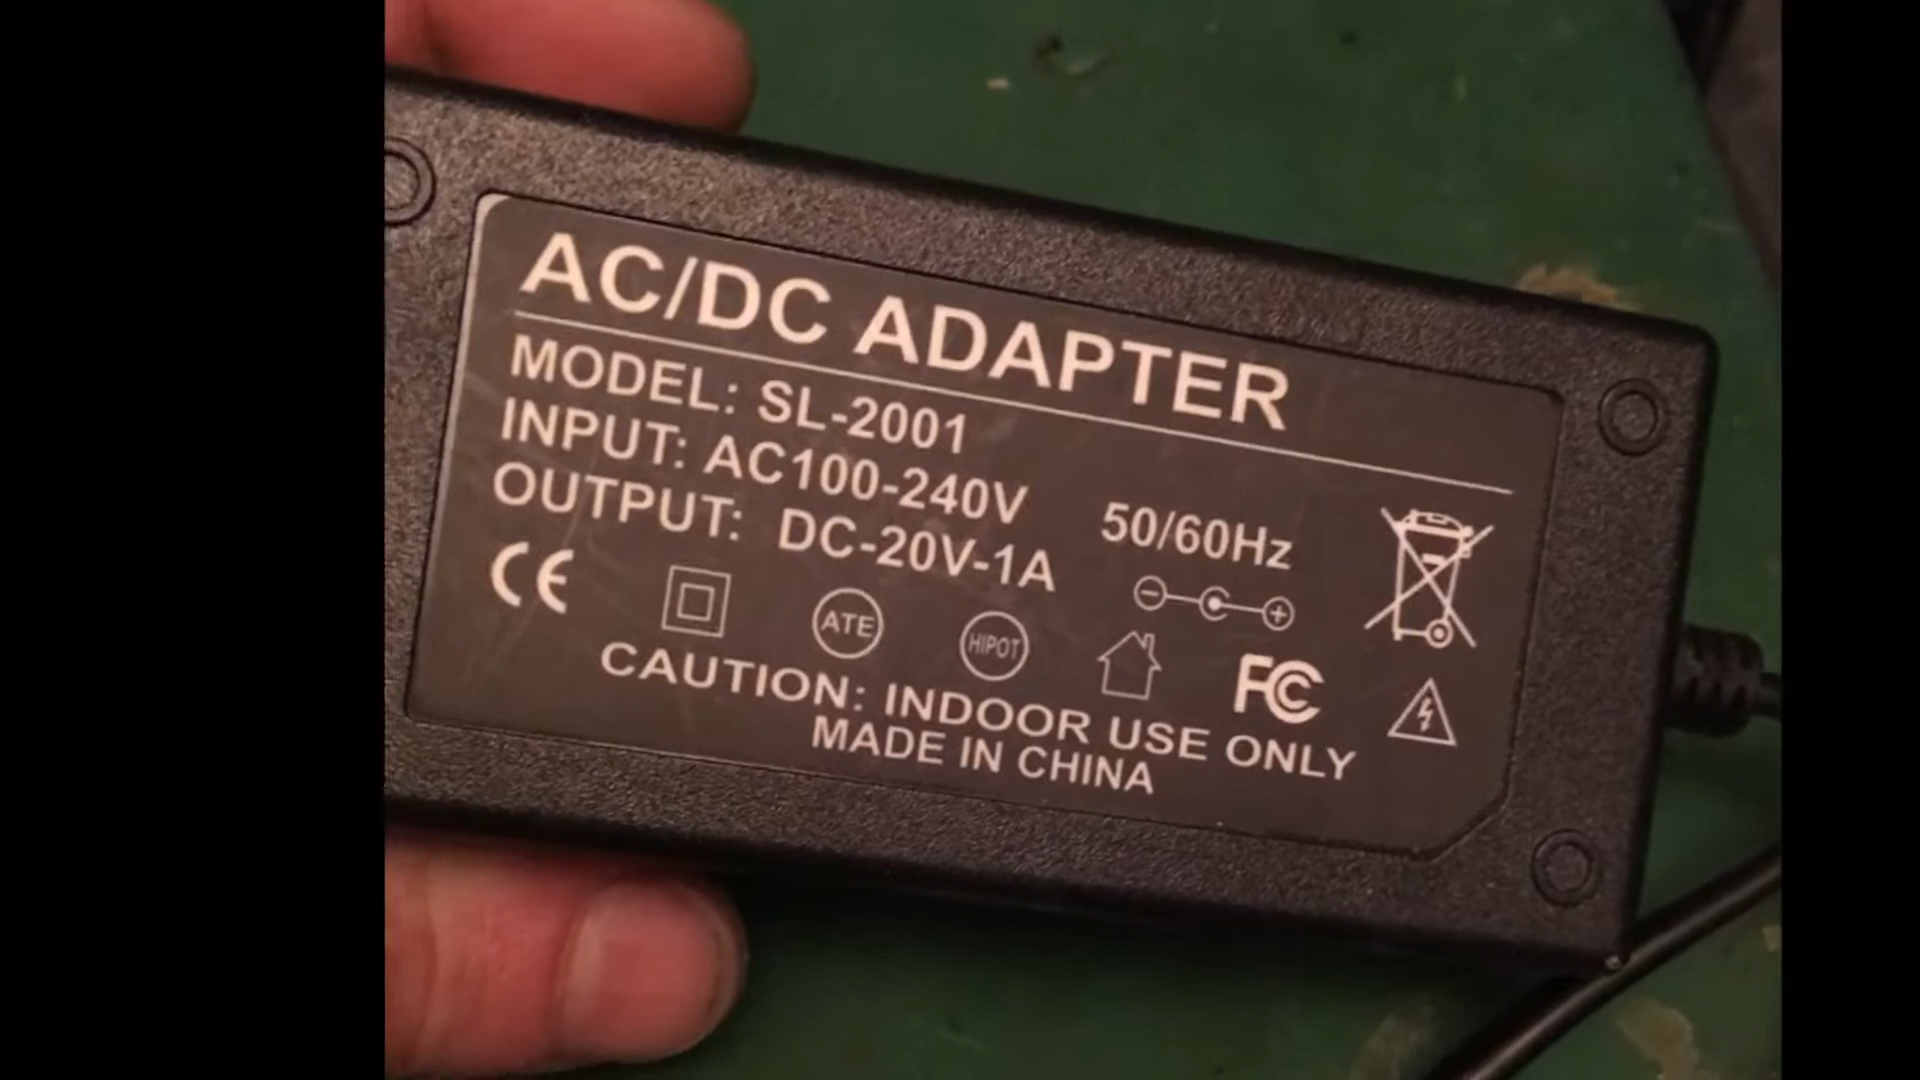 AC/DC ADAPTER
MODEL: SL-2001
INPUT: AC100-240V 50/60Hz
OUTPUT: DC-20V-1A
CE ATE HIPOT FC
CAUTION: INDOOR USE ONLY
MADE IN CHINA